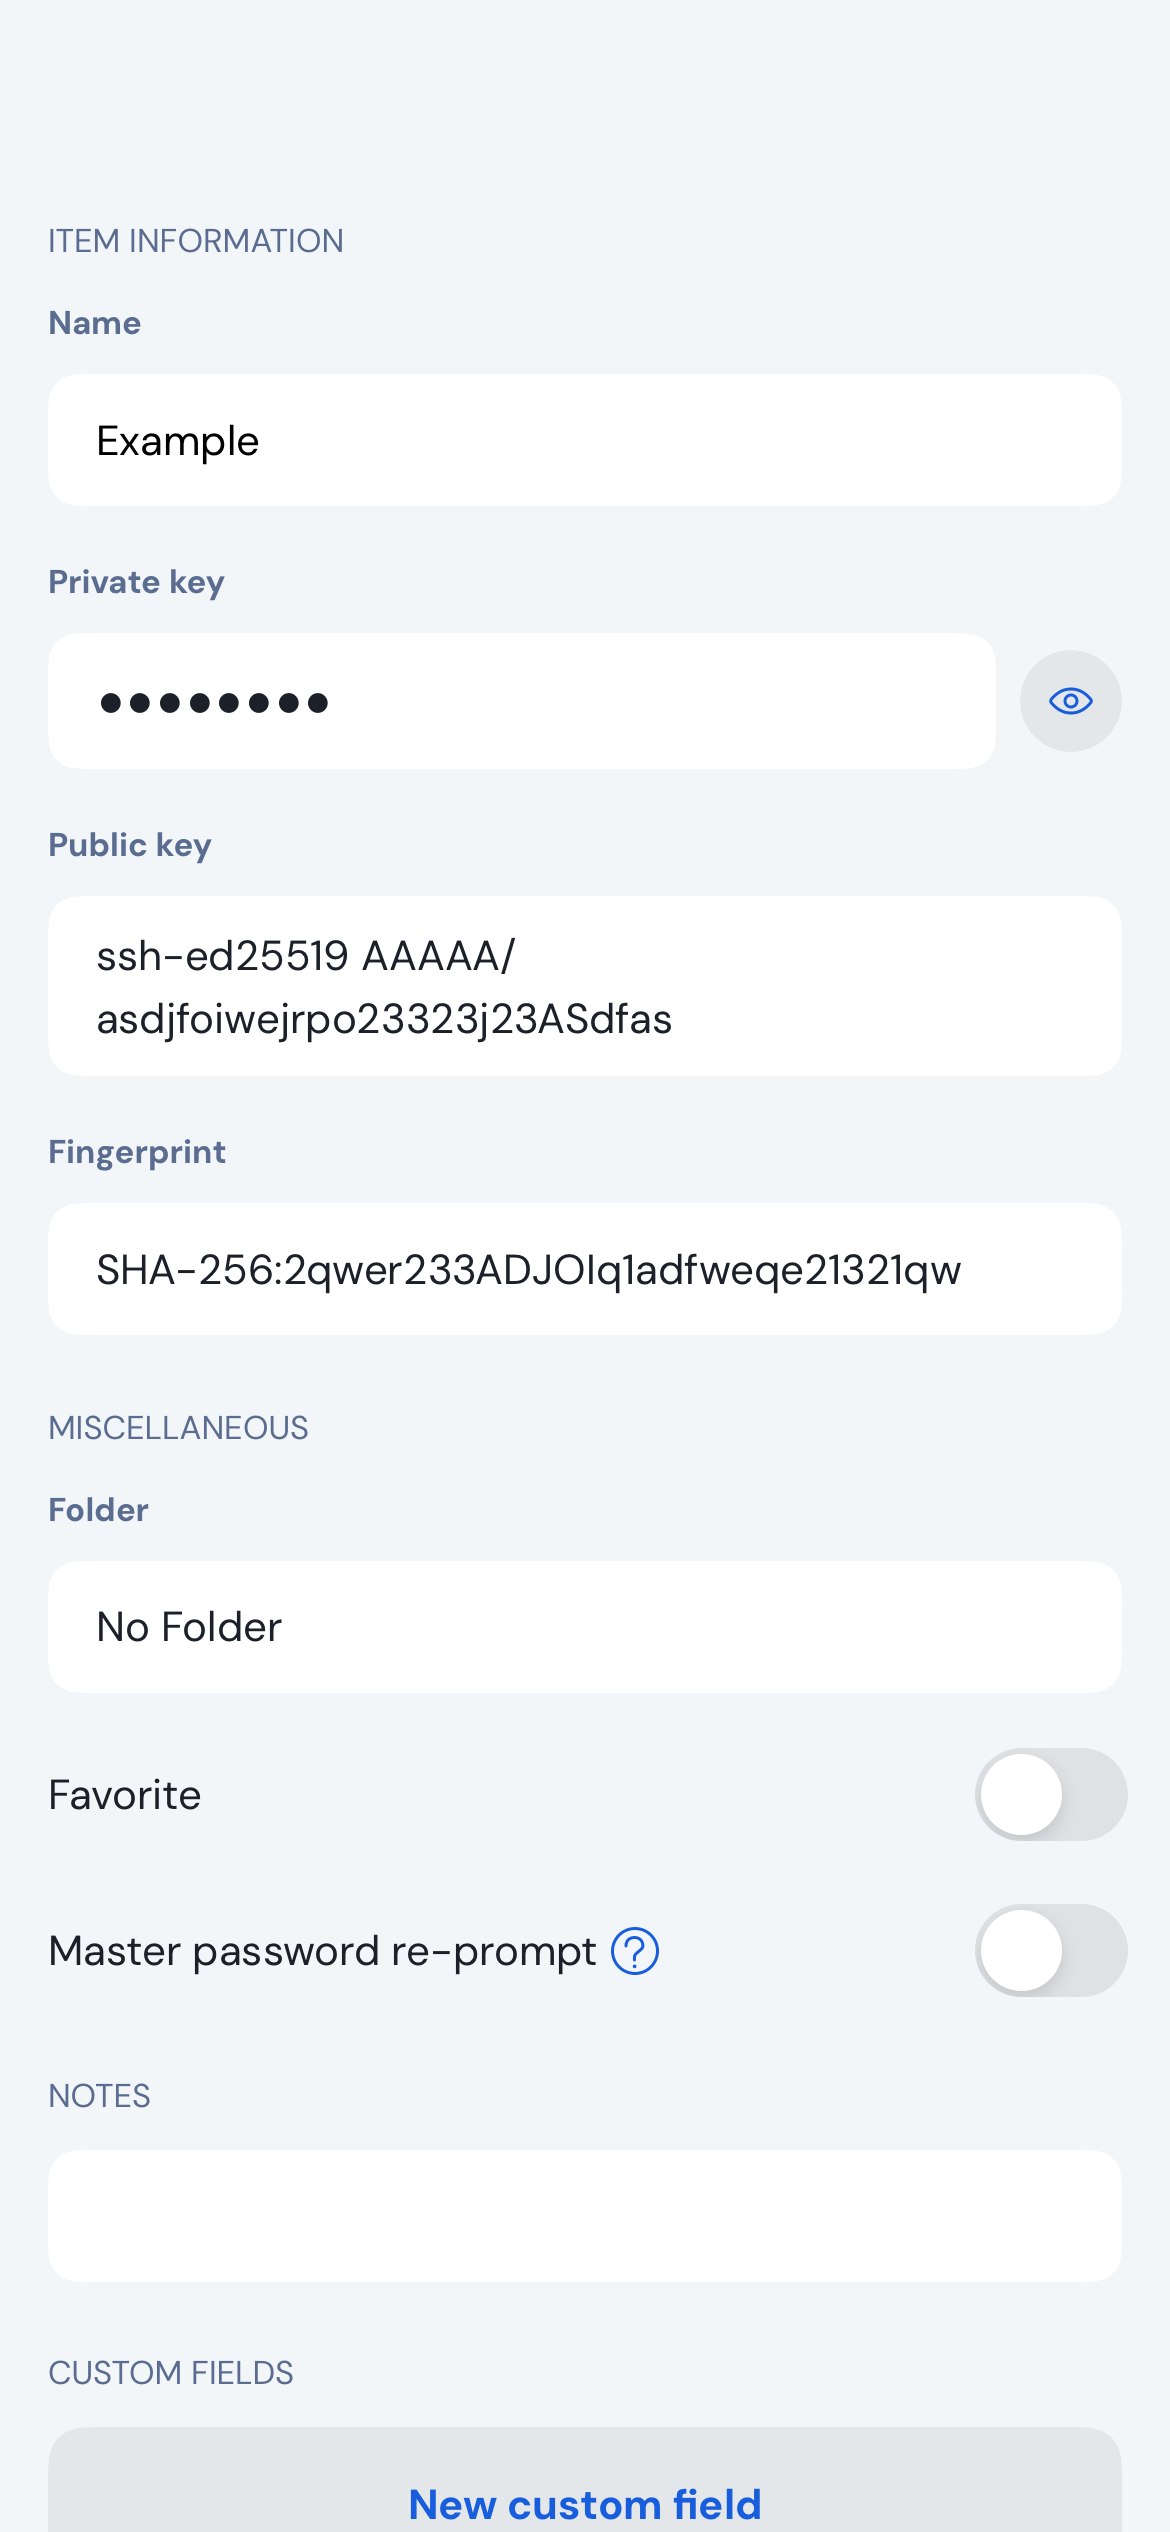 ITEM INFORMATION
Name
Example
Private key
●●●●●●●●
Public key
ssh-ed25519 AAAAA/
asdjfoiwejrpo23323j23ASdfas
Fingerprint
SHA-256:2qwer233ADJOIq1adfweqe21321qw
MISCELLANEOUS
Folder
No Folder
Favorite
Master password re-prompt
NOTES
CUSTOM FIELDS
New custom field